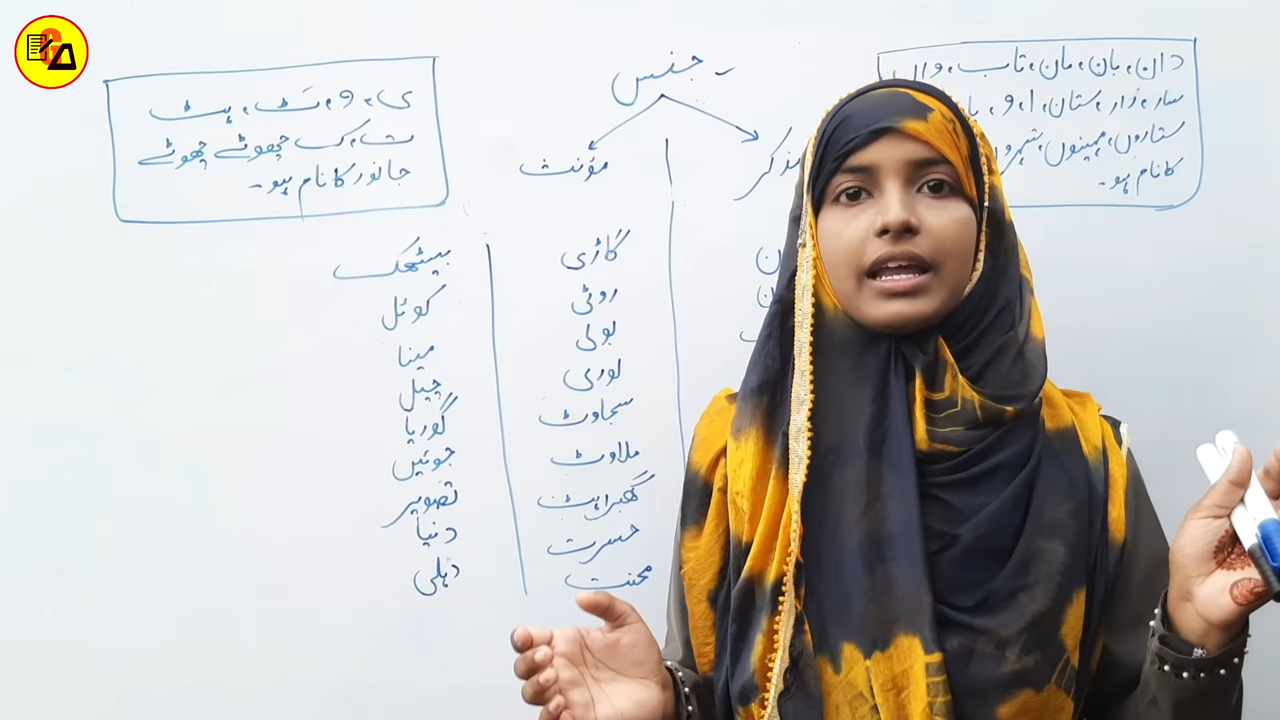 جنس
مذکر
مؤنث
دان، بان، مان، تاب، وال
سار، زار، ستان، ا، و،
ستاروں، مہینوں،
کا نام ہو۔
ی، و، ٹ، ہٹ
ت، ک چھوٹے چھوٹے
جانور کا نام ہو۔
گاڑی
روٹی
بولی
لوری
سجاوٹ
ملاوٹ
گھبراہٹ
حسرت
محنت
بیٹھک
کوئل
مینا
چیل
گوریا
جوئیں
تصویر
دنیا
دہلی